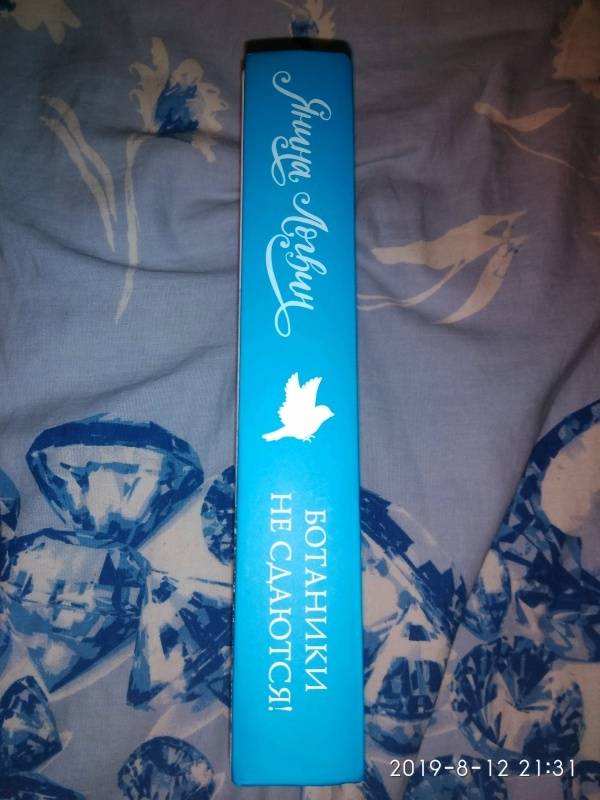 Янина Логвин
БОТАНИКИ
НЕ СДАЮТСЯ!
2019-8-12 21:31